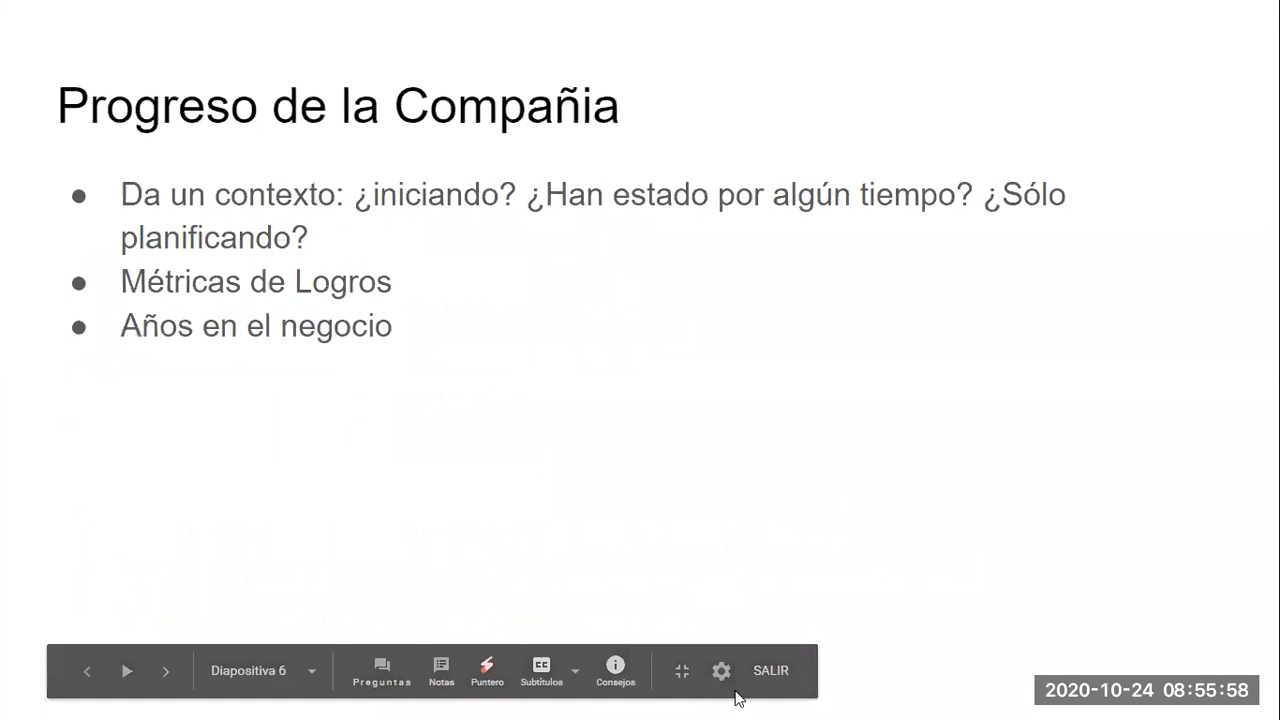 Progreso de la Compañia
● Da un contexto: ¿iniciando? ¿Han estado por algún tiempo? ¿Sólo
planificando?
● Métricas de Logros
● Años en el negocio
Diapositiva 6
Preguntas
Notas
Puntero
Subtítulos
Consejos
SALIR
2020-10-24 08:55:58